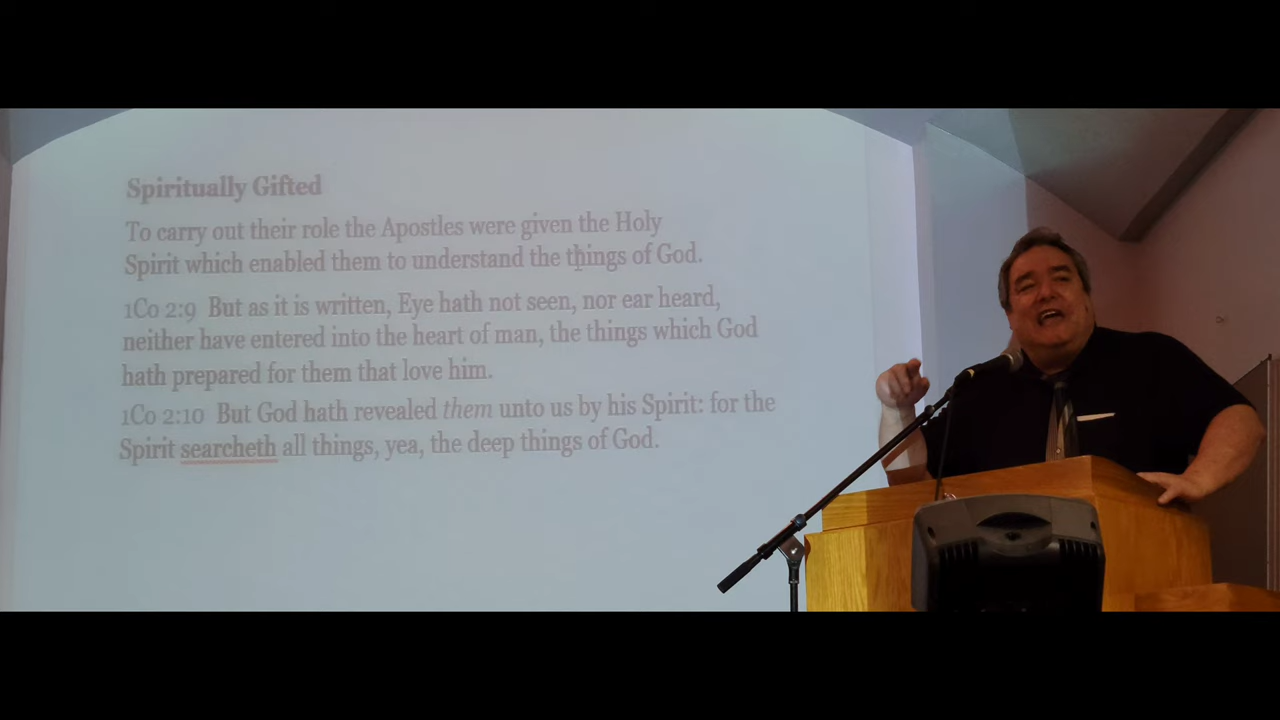 Spiritually Gifted
To carry out their role the Apostles were given the Holy
Spirit which enabled them to understand the things of God.
1Co 2:9 But as it is written, Eye hath not seen, nor ear heard,
neither have entered into the heart of man, the things which God
hath prepared for them that love him.
1Co 2:10 But God hath revealed them unto us by his Spirit: for the
Spirit searcheth all things, yea, the deep things of God.